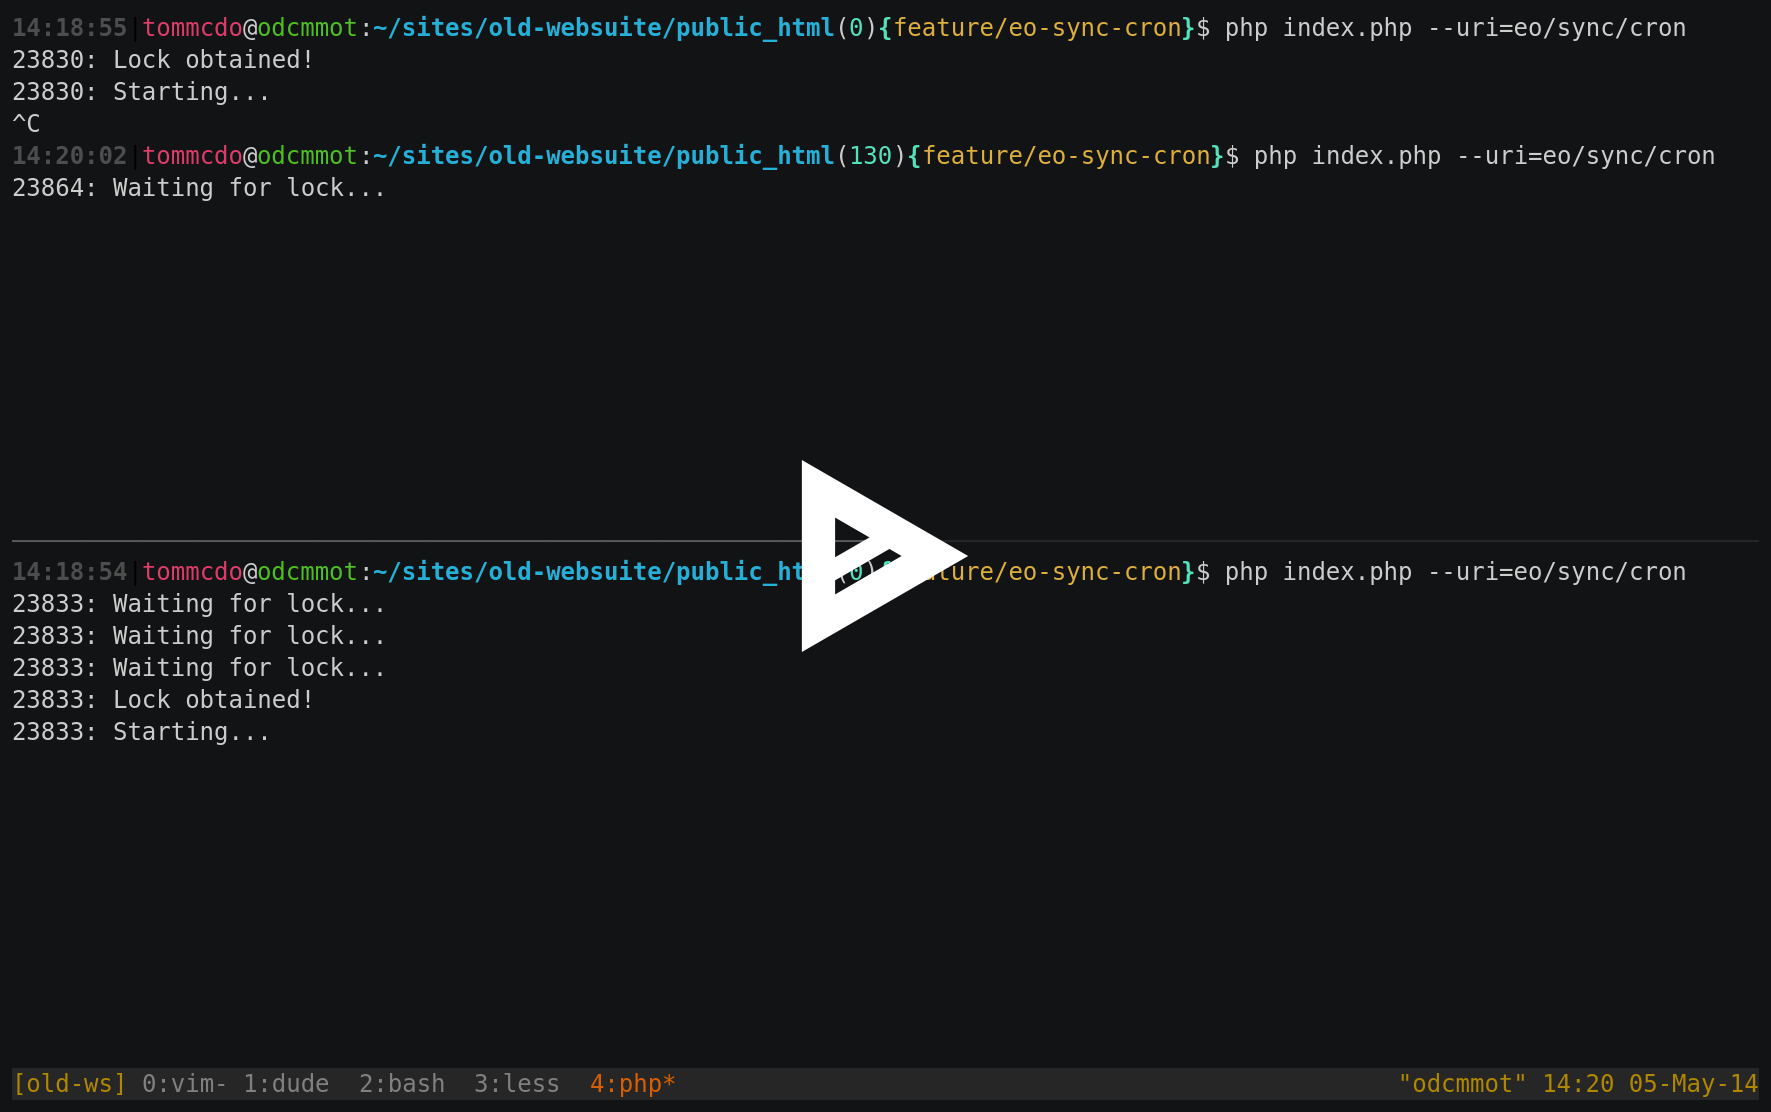 14:18:55|tommcdo@odcmmot:~/sites/old-websuite/public_html(0){feature/eo-sync-cron}$ php index.php --uri=eo/sync/cron
23830: Lock obtained!
23830: Starting...
^C
14:20:02|tommcdo@odcmmot:~/sites/old-websuite/public_html(130){feature/eo-sync-cron}$ php index.php --uri=eo/sync/cron
23864: Waiting for lock...
14:18:54|tommcdo@odcmmot:~/sites/old-websuite/public_ht (0) ature/eo-sync-cron}$ php index.php --uri=eo/sync/cron
23833: Waiting for lock...
23833: Waiting for lock...
23833: Waiting for lock...
23833: Lock obtained!
23833: Starting...
[old-ws] 0:vim- 1:dude  2:bash  3:less  4:php* "odcmmot" 14:20 05-May-14